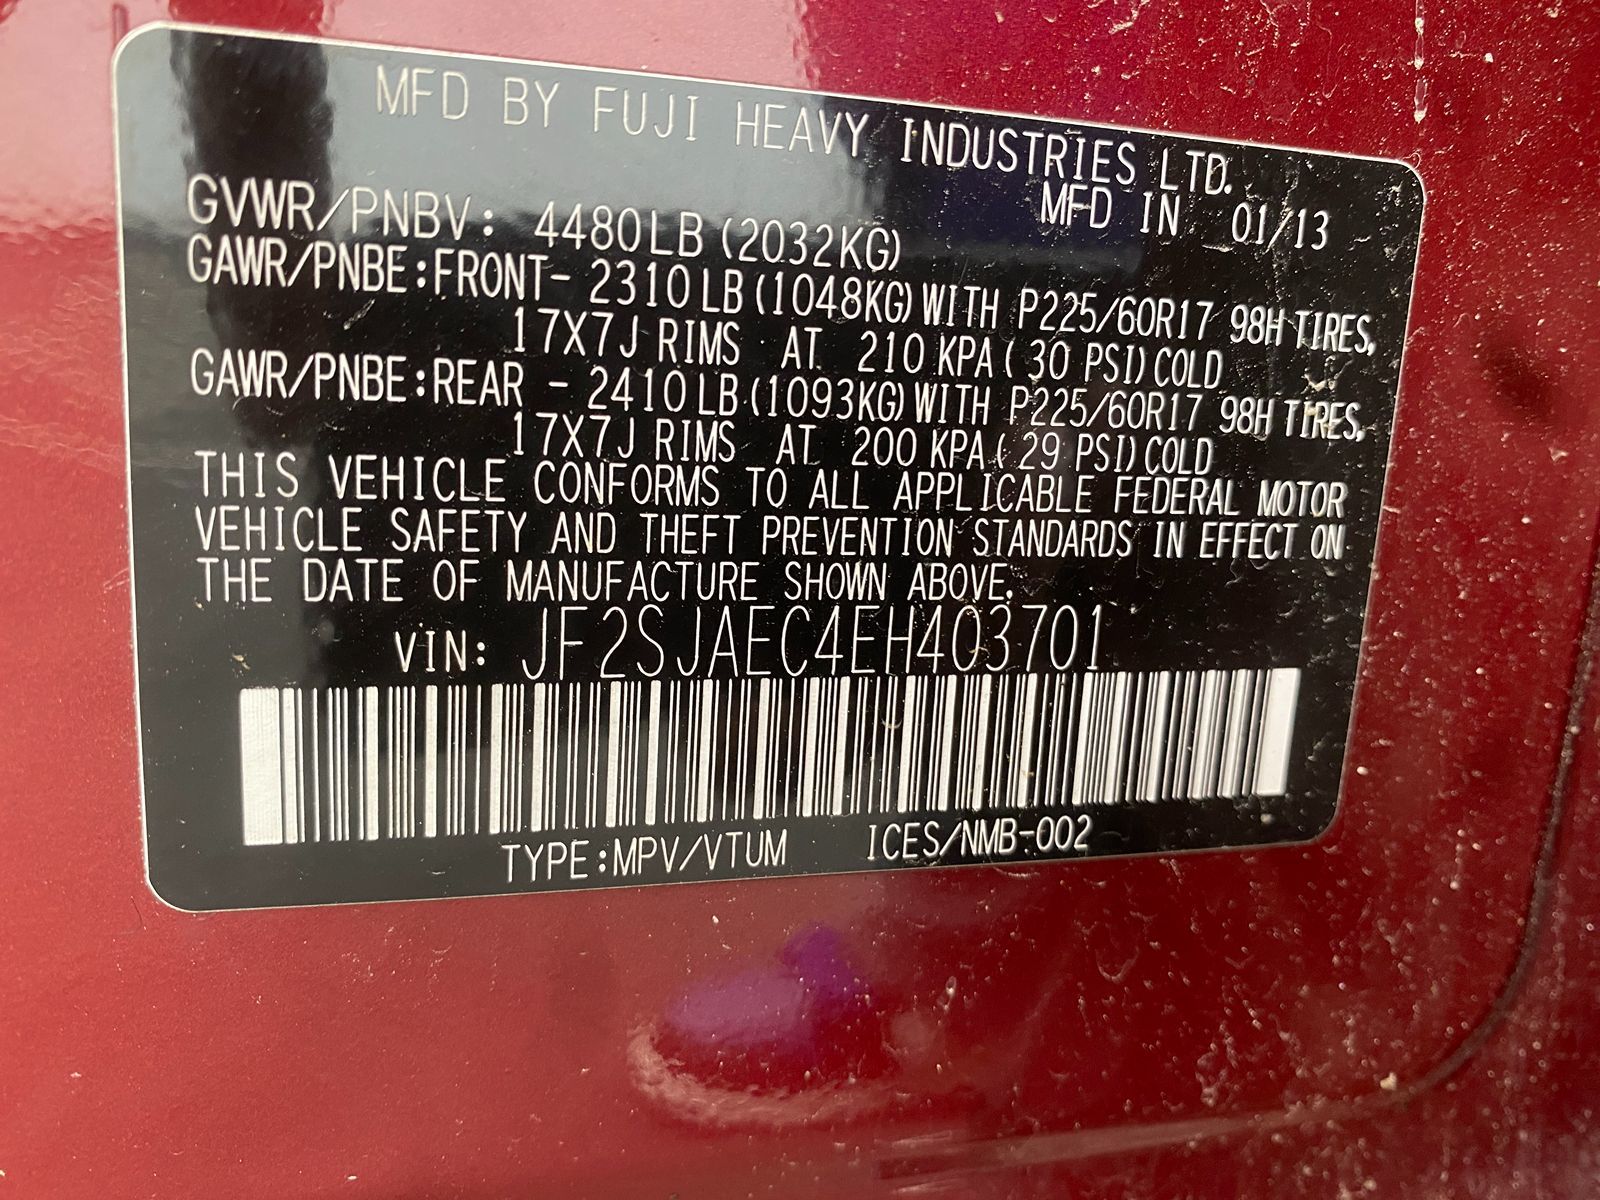 MFD BY FUJI HEAVY INDUSTRIES LTD.
MFD IN 01/13
GVWR/PNBV: 4480LB (2032KG)
GAWR/PNBE:FRONT- 2310LB(1048KG)WITH P225/60R17 98H TIRES,
17X7J RIMS AT 210 KPA( 30 PSI)COLD
GAWR/PNBE:REAR - 2410LB(1093KG)WITH P225/60R17 98H TIRES,
17X7J RIMS AT 200 KPA( 29 PSI)COLD
THIS VEHICLE CONFORMS TO ALL APPLICABLE FEDERAL MOTOR
VEHICLE SAFETY AND THEFT PREVENTION STANDARDS IN EFFECT ON
THE DATE OF MANUFACTURE SHOWN ABOVE.
VIN: JF2SJAEC4EH403701
TYPE:MPV/VTUM ICES/NMB-002